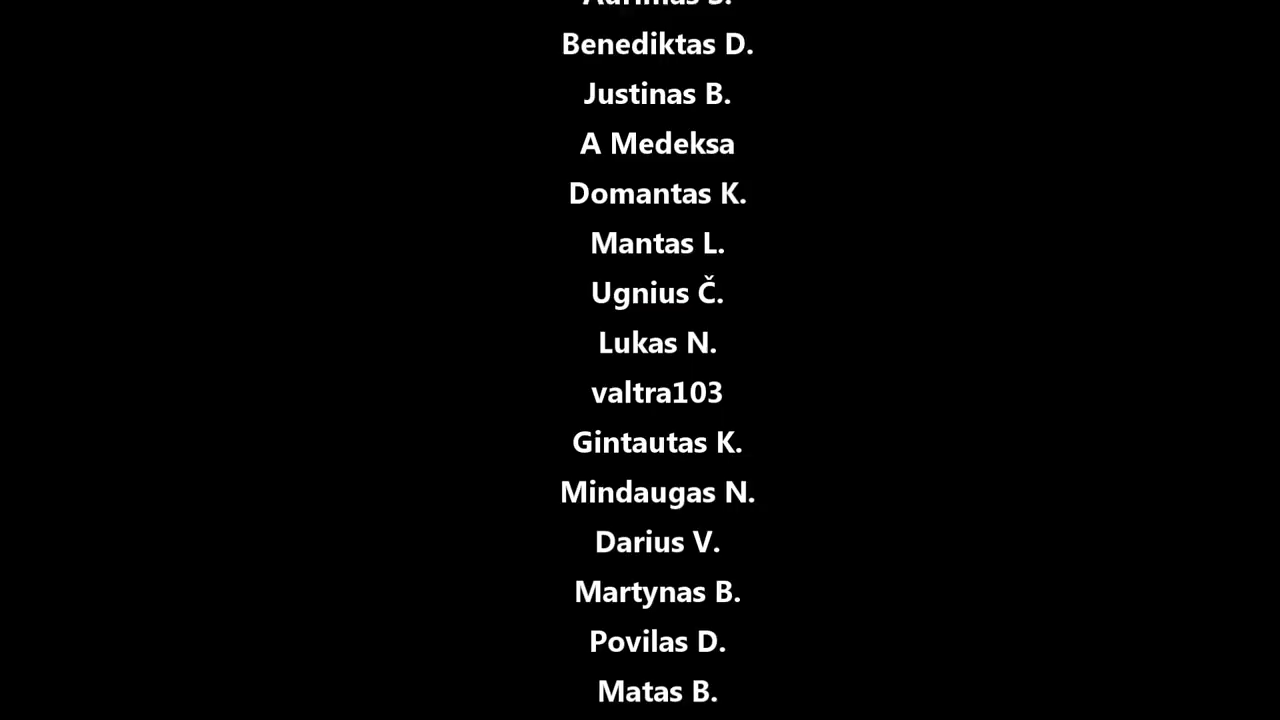 Benediktas D.
Justinas B.
A Medeksa
Domantas K.
Mantas L.
Ugnius Č.
Lukas N.
valtra103
Gintautas K.
Mindaugas N.
Darius V.
Martynas B.
Povilas D.
Matas B.